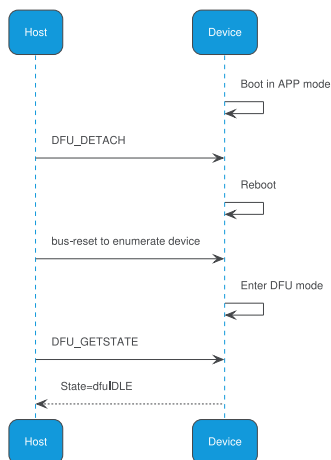 Host
Device
Boot in APP mode
DFU_DETACH
Reboot
bus-reset to enumerate device
Enter DFU mode
DFU_GETSTATE
State=dfuIDLE
Host
Device